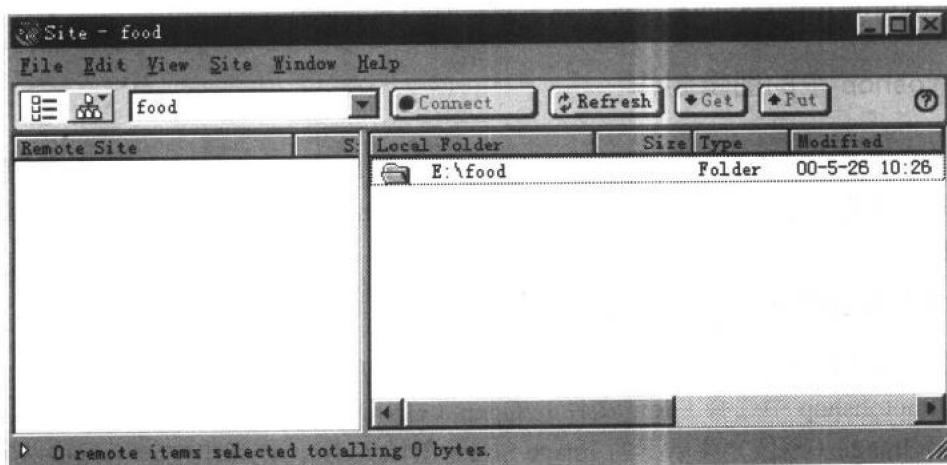 Site - food
File Edit View Site Window Help
food Connect Refresh Get Put
Remote Site S Local Folder Size Type Modified
E:\food Folder 00-5-26 10:26
0 remote items selected totalling 0 bytes.